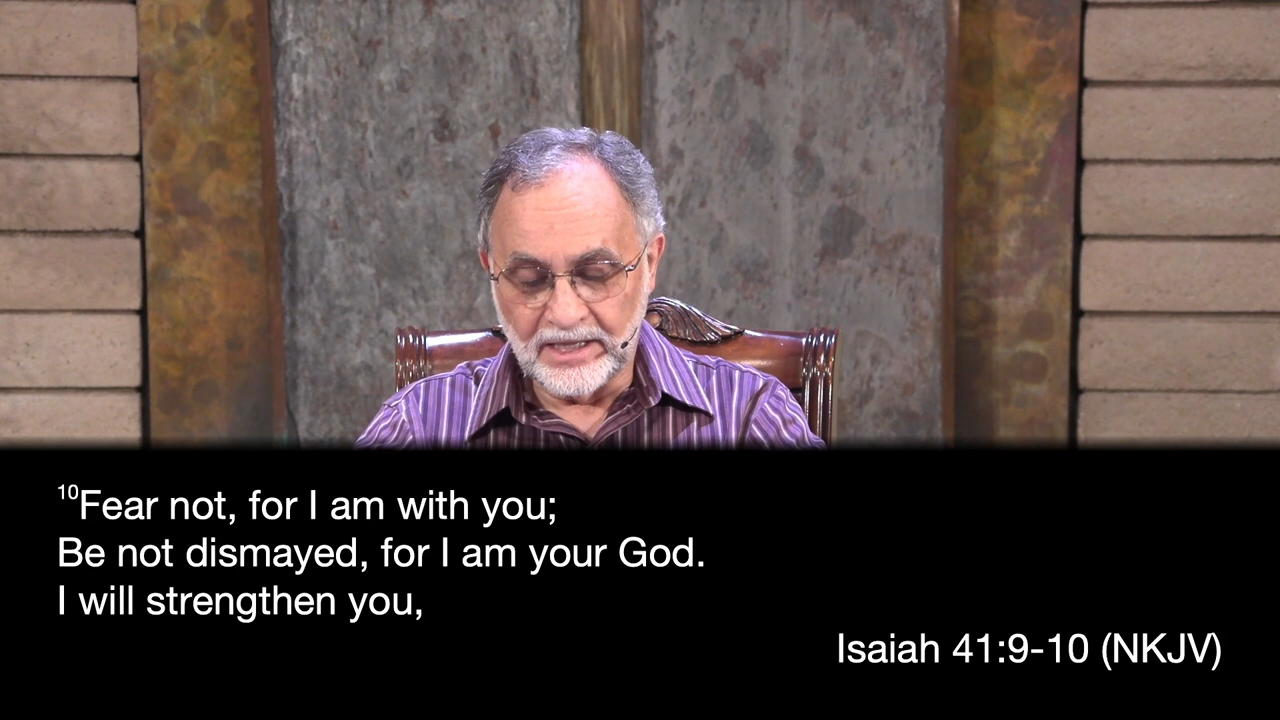 10Fear not, for I am with you;
Be not dismayed, for I am your God.
I will strengthen you,
Isaiah 41:9-10 (NKJV)